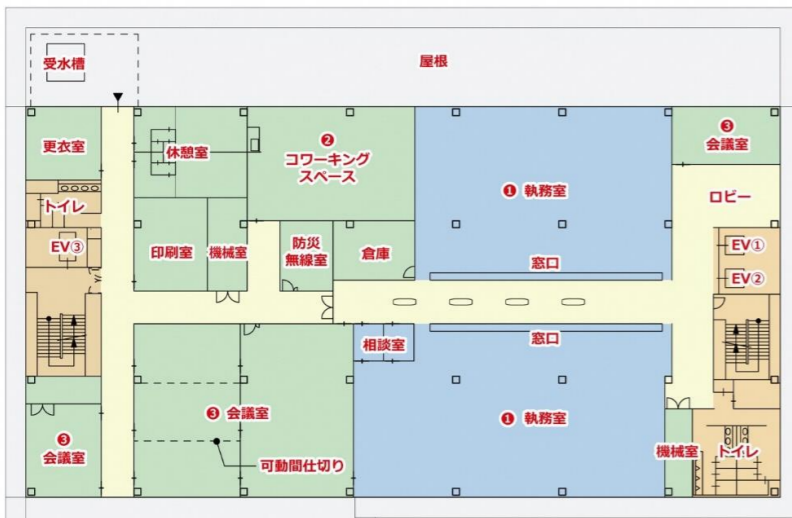 受水槽
屋根
更衣室
休憩室
❷
コワーキング
スペース
❶ 執務室
❸
会議室
トイレ
ロビー
EV③
印刷室
機械室
防災
無線室
倉庫
窓口
EV①
EV②
窓口
相談室
❸ 会議室
❶ 執務室
❸
会議室
可動間仕切り
機械室
トイレ